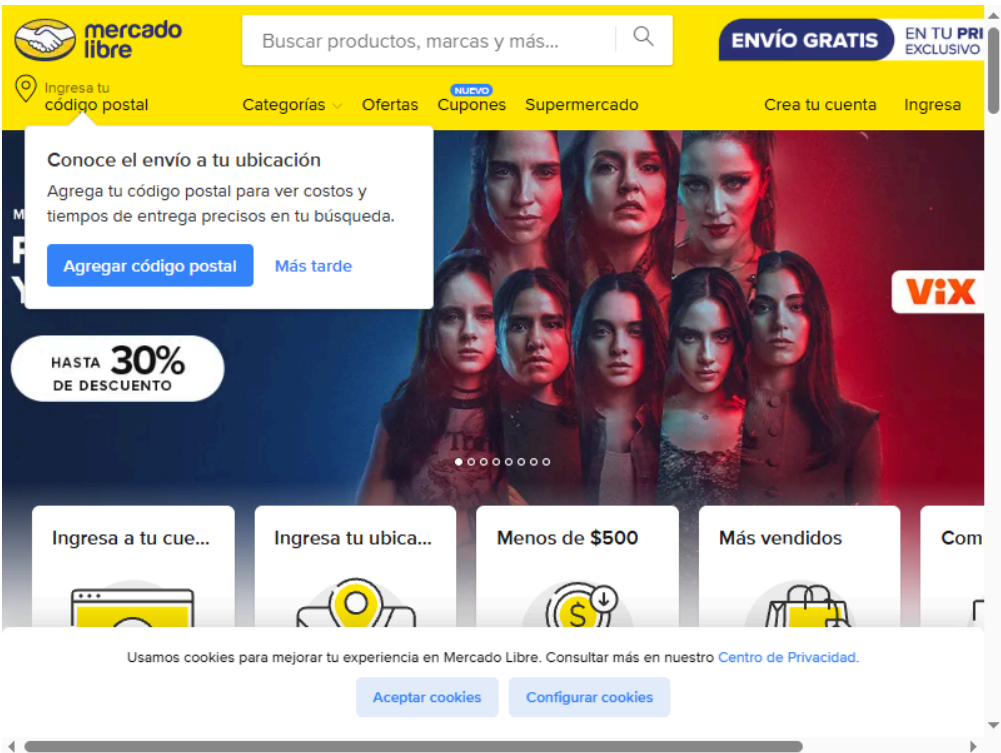 mercado
libre
Buscar productos, marcas y más...
ENVÍO GRATIS
EN TU PRI
EXCLUSIVO
Ingresa tu
código postal
Categorías
Ofertas
NUEVO
Cupones
Supermercado
Crea tu cuenta
Ingresa
Conoce el envío a tu ubicación
Agrega tu código postal para ver costos y
tiempos de entrega precisos en tu búsqueda.
Agregar código postal
Más tarde
ViX
HASTA 30%
DE DESCUENTO
Ingresa a tu cue...
Ingresa tu ubica...
Menos de $500
Más vendidos
Com
$
Usamos cookies para mejorar tu experiencia en Mercado Libre. Consultar más en nuestro Centro de Privacidad.
Aceptar cookies
Configurar cookies